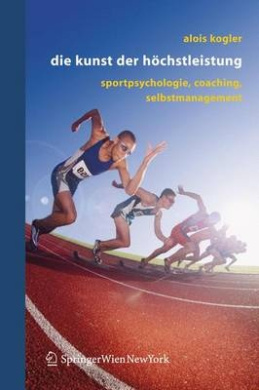 alois kogler
die kunst der höchstleistung
sportpsychologie, coaching,
selbstmanagement
SpringerWienNewYork